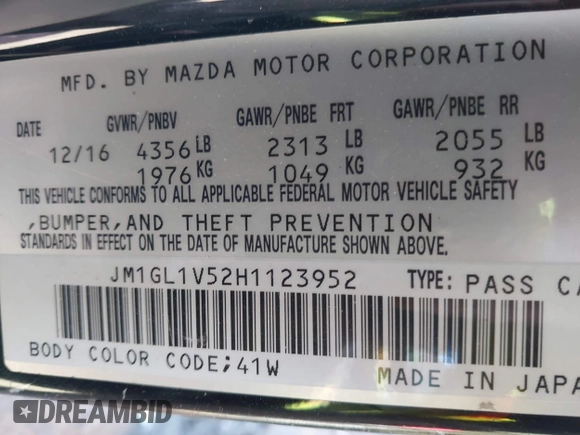 MFD. BY MAZDA MOTOR CORPORATION
DATE GVWR/PNBV GAWR/PNBE FRT GAWR/PNBE RR
12/16 4356 LB 2313 LB 2055 LB
1976 KG 1049 KG 932 KG
THIS VEHICLE CONFORMS TO ALL APPLICABLE FEDERAL MOTOR VEHICLE SAFETY
,BUMPER,AND THEFT PREVENTION
STANDARDS IN EFFECT ON THE DATE OF MANUFACTURE SHOWN ABOVE.
JM1GL1V52H1123952 TYPE: PASS CA
BODY COLOR CODE;41W
MADE IN JAPA
DREAMBID